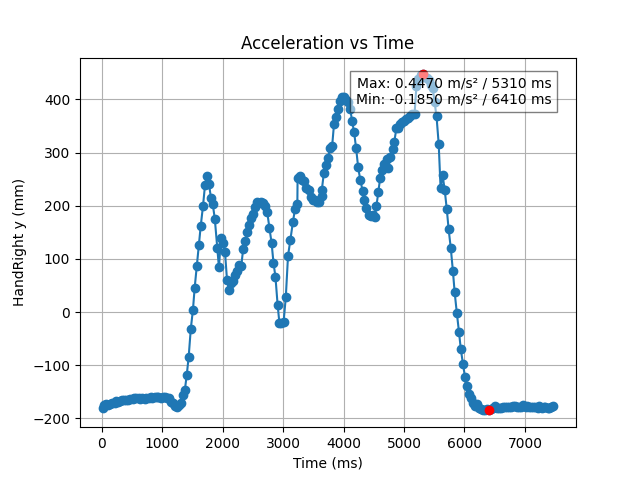 Acceleration vs Time
Max: 0.4470 m/s² / 5310 ms
Min: -0.1850 m/s² / 6410 ms
HandRight y (mm)
400
300
200
100
0
−100
−200
0 1000 2000 3000 4000 5000 6000 7000
Time (ms)